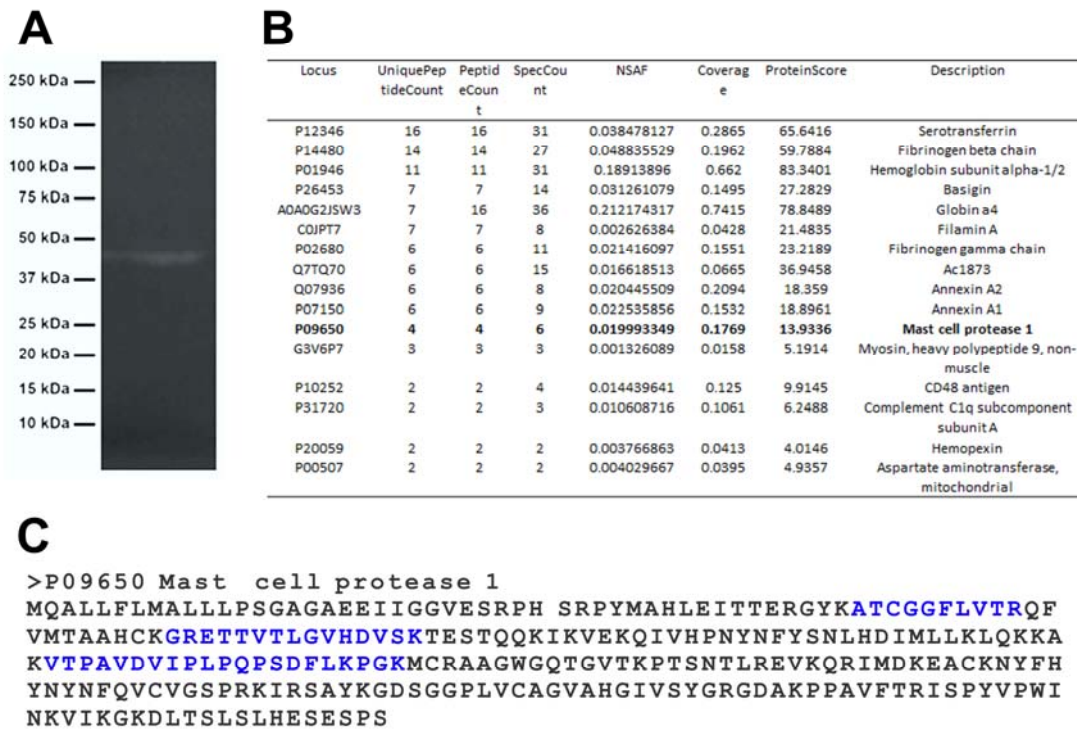 A
250 kDa
150 kDa
100 kDa
75 kDa
50 kDa
37 kDa
25 kDa
20 kDa
15 kDa
10 kDa
B
Locus UniquePep tideCount Peptid eCoun t SpecCou nt NSAF Coverag e ProteinScore Description
P12346 16 16 31 0.038478127 0.2865 65.6416 Serotransferrin
P14480 14 14 27 0.048835529 0.1962 59.7884 Fibrinogen beta chain
P01946 11 11 31 0.18913896 0.662 83.3401 Hemoglobin subunit alpha-1/2
P26453 7 7 14 0.031261079 0.1495 27.2829 Basigin
A0A0G2JSW3 7 16 36 0.212174317 0.7415 78.8489 Globin a4
C0JPT7 7 7 8 0.002626384 0.0428 21.4835 Filamin A
P02680 6 6 11 0.021416097 0.1551 23.2189 Fibrinogen gamma chain
Q7TQ70 6 6 15 0.016618513 0.0665 36.9458 Ac1873
Q07936 6 6 8 0.020445509 0.2094 18.359 Annexin A2
P07150 6 6 9 0.022535856 0.1532 18.8961 Annexin A1
P09650 4 4 6 0.019993349 0.1769 13.9336 Mast cell protease 1
G3V6P7 3 3 3 0.001326089 0.0158 5.1914 Myosin, heavy polypeptide 9, non-
muscle
P10252 2 2 4 0.014439641 0.125 9.9145 CD48 antigen
P31720 2 2 3 0.010608716 0.1061 6.2488 Complement C1q subcomponent
subunit A
P20059 2 2 2 0.003766863 0.0413 4.0146 Hemopexin
P00507 2 2 2 0.004029667 0.0395 4.9357 Aspartate aminotransferase,
mitochondrial
C
>P09650 Mast cell protease 1
MQALLFLMALLLPSGAGAEEIIGGVESRPH SRPYMAHLEITTERGYKATCGGFLVTRQF
VMTAAHCKGRETTVTLGVHDVSKTESTQQKIKVEKQIVHPNYNFYSNLHDIMLLKLQKKA
KVTPAVDVIPLPQPSDFLKPGKMCRAAGWGQTGVTKPTSNTLREVKQRIMDKEACKNYFH
YNYNFQVCVGSPRKIRSAYKGDSGGPLVCAGVAHGIVSYGRGDAKPPAVFTRISPYVPWI
NKVIKGKDLTSLSLHESESPS